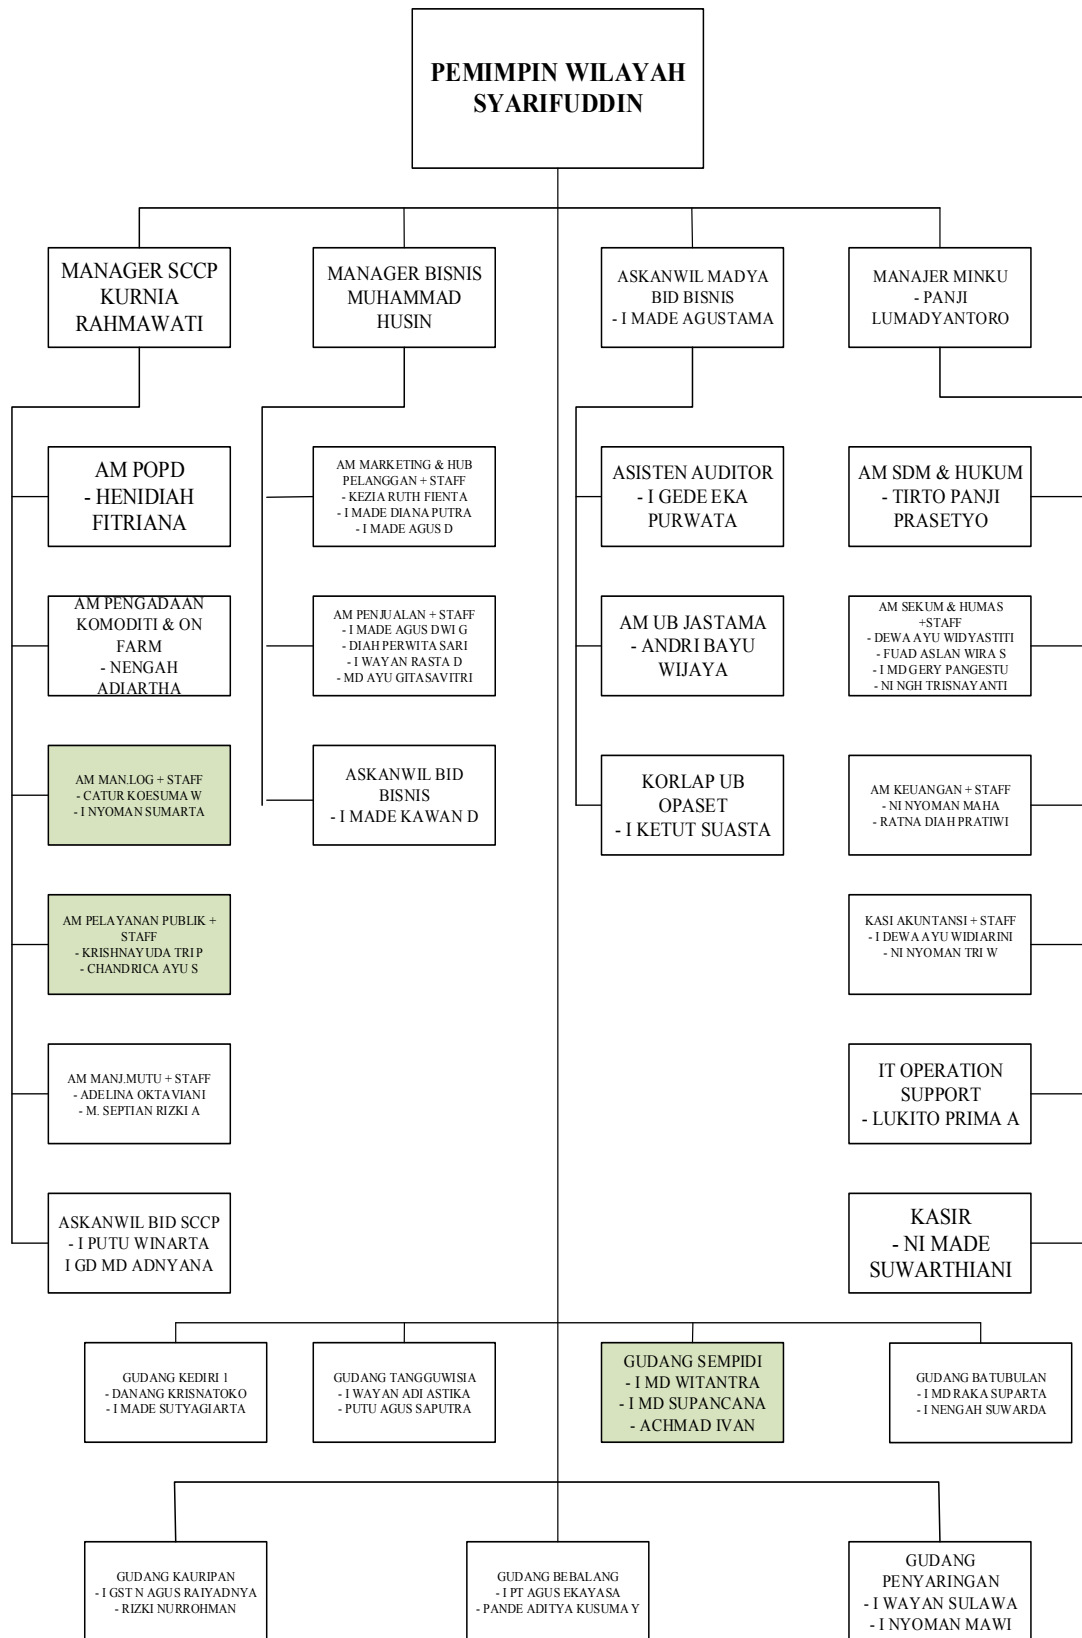 PEMIMPIN WILAYAH
SYARIFUDDIN
MANAGER SCCP
KURNIA
RAHMAWATI
MANAGER BISNIS
MUHAMMAD
HUSIN
ASKANWIL MADYA
BID BISNIS
- I MADE AGUSTAMA
MANAJER MINKU
- PANJI
LUMADYANTORO
AM POPD
- HENIDIAH
FITRIANA
AM MARKETING & HUB
PELANGGAN + STAFF
- KEZIA RUTH FIENTA
- I MADE DIANA PUTRA
- I MADE AGUS D
ASISTEN AUDITOR
- I GEDE EKA
PURWATA
AM SDM & HUKUM
- TIRTO PANJI
PRASETYO
AM PENGADAAN
KOMODITI & ON
FARM
- NENGAH
ADIARTHA
AM PENJUALAN + STAFF
- I MADE AGUS DWI G
- DIAH PERWITA SARI
- I WAYAN RASTA D
- MD AYU GITASAVITRI
AM UB JASTAMA
- ANDRI BAYU
WIJAYA
AM SEKUM & HUMAS
+STAFF
- DEWA AYU WIDYASTITI
- FUAD ASLAN WIRA S
- I MD GERY PANGESTU
- NI NGH TRISNAYANTI
AM MAN.LOG + STAFF
- CATUR KOESUMA W
- I NYOMAN SUMARTA
ASKANWIL BID
BISNIS
- I MADE KAWAN D
KORLAP UB
OPASET
- I KETUT SUASTA
AM KEUANGAN + STAFF
- NI NYOMAN MAHA
- RATNA DIAH PRATIWI
AM PELAYANAN PUBLIK +
STAFF
- KRISHNAYUDA TRI P
- CHANDRICA AYU S
KASI AKUNTANSI + STAFF
- I DEWA AYU WIDIARINI
- NI NYOMAN TRI W
AM MANJ.MUTU + STAFF
- ADELINA OKTAVIANI
- M. SEPTIAN RIZKI A
IT OPERATION
SUPPORT
- LUKITO PRIMA A
ASKANWIL BID SCCP
- I PUTU WINARTA
I GD MD ADNYANA
KASIR
- NI MADE
SUWARTHIANI
GUDANG KEDIRI 1
- DANANG KRISNATOKO
- I MADE SUTYAGIARTA
GUDANG TANGGUWISIA
- I WAYAN ADI ASTIKA
- PUTU AGUS SAPUTRA
GUDANG SEMPIDI
- I MD WITANTRA
- I MD SUPANCANA
- ACHMAD IVAN
GUDANG BATUBULAN
- I MD RAKA SUPARTA
- I NENGAH SUWARDA
GUDANG KAURIPAN
- I GST N AGUS RAIYADNYA
- RIZKI NURROHMAN
GUDANG BEBALANG
- I PT AGUS EKAYASA
- PANDE ADITYA KUSUMA Y
GUDANG
PENYARINGAN
- I WAYAN SULAWA
- I NYOMAN MAWI